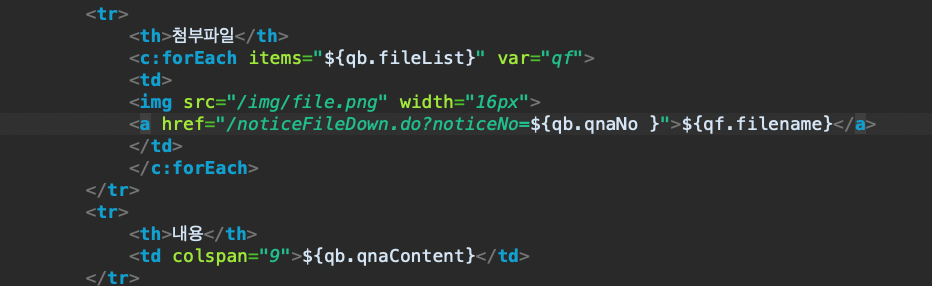 <tr>
<th>첨부파일</th>
<c:forEach items="${qb.fileList}" var="qf">
<td>
<img src="/img/file.png" width="16px">
<a href="/noticeFileDown.do?noticeNo=${qb.qnaNo }">${qf.filename}</a>
</td>
</c:forEach>
</tr>
<tr>
<th>내용</th>
<td colspan="9">${qb.qnaContent}</td>
</tr>